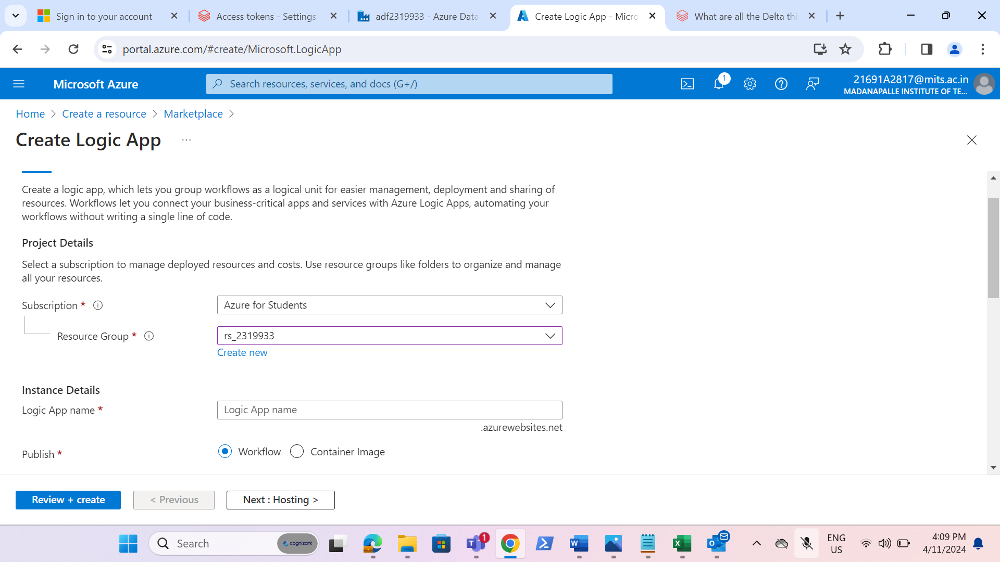 Sign in to your account
Access tokens - Settings
adf2319933 - Azure Data
Create Logic App - Micro
What are all the Delta thi
portal.azure.com/#create/Microsoft.LogicApp
Microsoft Azure
Search resources, services, and docs (G+/)
1
21691A2817@mits.ac.in
MADANAPALLE INSTITUTE OF TE...
Home > Create a resource > Marketplace >
Create Logic App ...
Create a logic app, which lets you group workflows as a logical unit for easier management, deployment and sharing of
resources. Workflows let you connect your business-critical apps and services with Azure Logic Apps, automating your
workflows without writing a single line of code.
Project Details
Select a subscription to manage deployed resources and costs. Use resource groups like folders to organize and manage
all your resources.
Subscription *
Azure for Students
Resource Group *
rs_2319933
Create new
Instance Details
Logic App name *
Logic App name
.azurewebsites.net
Publish *
Workflow
Container Image
Review + create
< Previous
Next : Hosting >
Search
cognizant
1
ENG
US
4:09 PM
4/11/2024